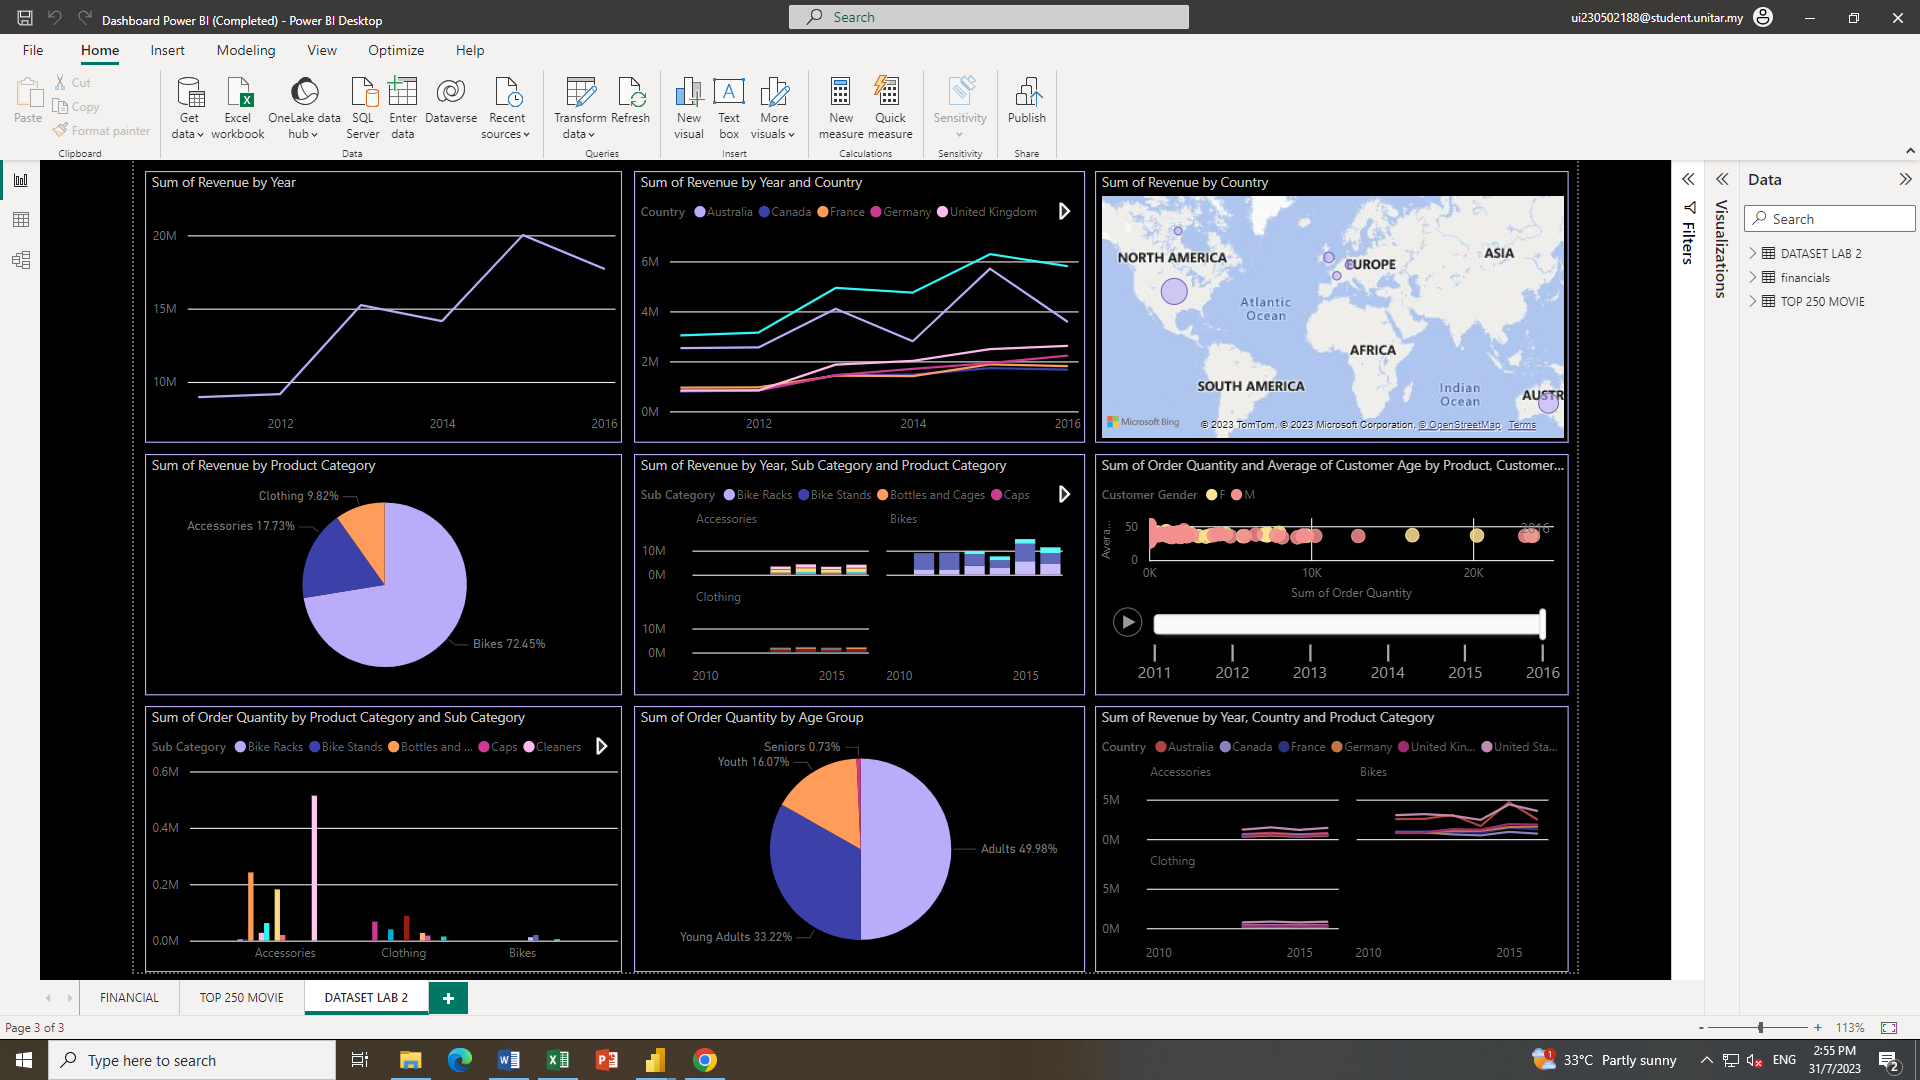 Dashboard Power BI (Completed) - Power BI Desktop
Search
ui230502188@student.unitar.my
File Home Insert Modeling View Optimize Help
Paste
Cut
Copy
Format painter
Clipboard
Get data
Excel workbook
OneLake data hub
SQL Server
Enter data
Dataverse
Recent sources
Data
Transform data
Refresh
Queries
New visual
Text box
More visuals
Insert
New measure
Quick measure
Calculations
Sensitivity
Sensitivity
Publish
Share
Sum of Revenue by Year
20M
15M
10M
2012 2014 2016
Sum of Revenue by Year and Country
Country Australia Canada France Germany United Kingdom
6M
4M
2M
0M
2012 2014 2016
Sum of Revenue by Country
NORTH AMERICA
EUROPE
ASIA
Atlantic
Ocean
AFRICA
SOUTH AMERICA
Indian
Ocean
AUSTR
Microsoft Bing
© 2023 TomTom, © 2023 Microsoft Corporation, © OpenStreetMap Terms
Sum of Revenue by Product Category
Clothing 9.82%
Accessories 17.73%
Bikes 72.45%
Sum of Revenue by Year, Sub Category and Product Category
Sub Category Bike Racks Bike Stands Bottles and Cages Caps
Accessories Bikes
10M
0M
Clothing
10M
0M
2010 2015 2010 2015
Sum of Order Quantity and Average of Customer Age by Product, Customer...
Customer Gender F M
Avera...
50
0
2016
0K 10K 20K
Sum of Order Quantity
2011 2012 2013 2014 2015 2016
Sum of Order Quantity by Product Category and Sub Category
Sub Category Bike Racks Bike Stands Bottles and ... Caps Cleaners
0.6M
0.4M
0.2M
0.0M
Accessories Clothing Bikes
Sum of Order Quantity by Age Group
Seniors 0.73%
Youth 16.07%
Adults 49.98%
Young Adults 33.22%
Sum of Revenue by Year, Country and Product Category
Country Australia Canada France Germany United Kin... United Sta...
Accessories Bikes
5M
0M
Clothing
5M
0M
2010 2015 2010 2015
Filters
Visualizations
Data
Search
DATASET LAB 2
financials
TOP 250 MOVIE
FINANCIAL TOP 250 MOVIE DATASET LAB 2 +
Page 3 of 3
- + 113%
Type here to search
1
33°C Partly sunny
ENG
2:55 PM
31/7/2023
2